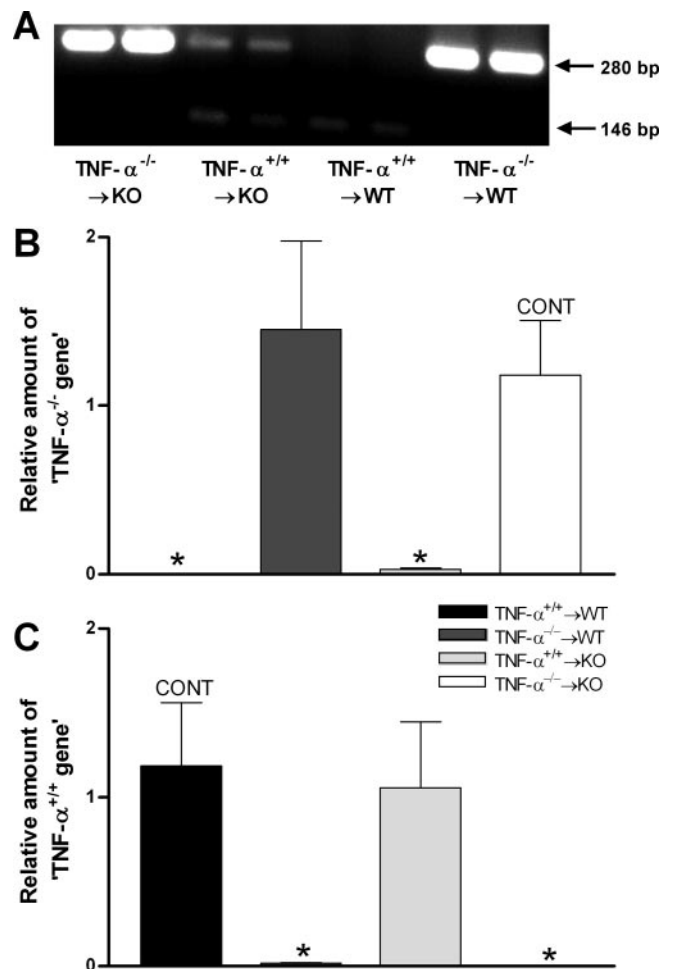 A
280 bp
146 bp
TNF- α⁻/⁻ →KO
TNF- α⁺/⁺ →KO
TNF- α⁺/⁺ →WT
TNF- α⁻/⁻ →WT
B
Relative amount of
'TNF-α⁻/⁻ gene'
2
1
0
*
*
CONT
C
Relative amount of
'TNF-α⁺/⁺ gene'
2
1
0
CONT
*
*
TNF-α⁺/⁺→WT
TNF-α⁻/⁻→WT
TNF-α⁺/⁺→KO
TNF-α⁻/⁻→KO